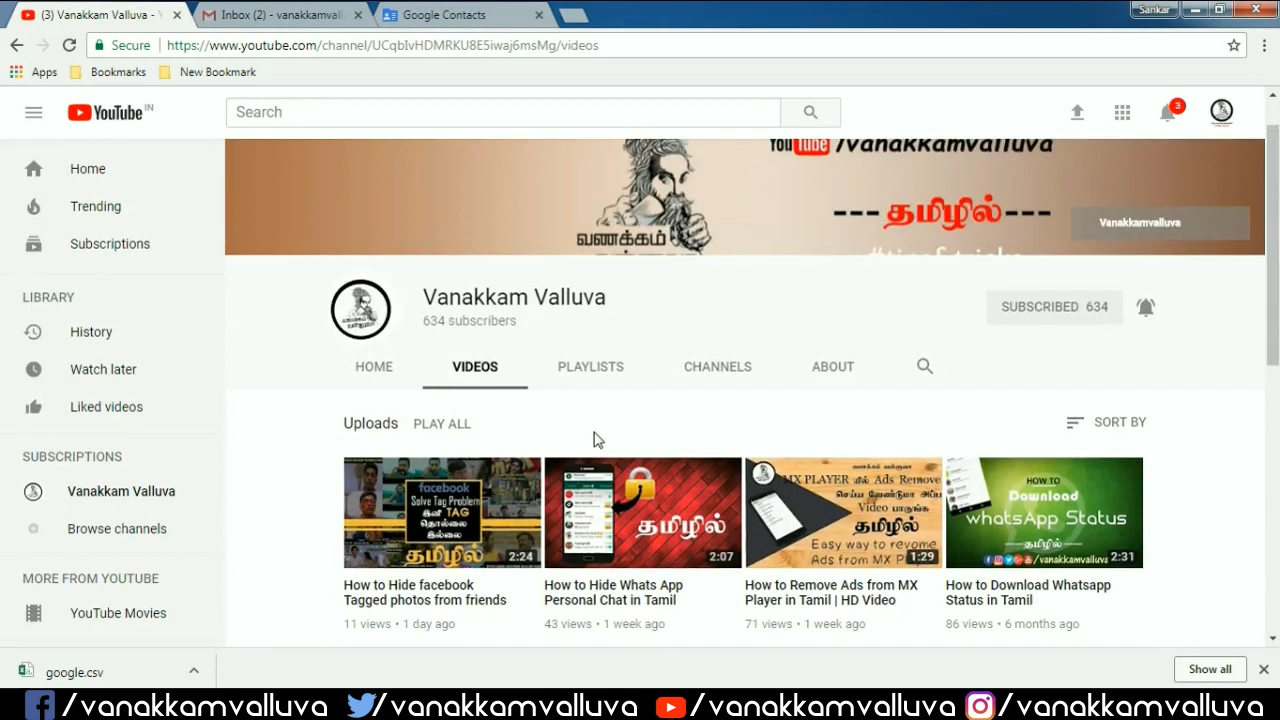 (3) Vanakkam Valluva - Y
Inbox (2) - vanakkamvall
Google Contacts
Sankar
Secure
https://www.youtube.com/channel/UCqbIvHDMRKU8E5iwaj6msMg/videos
Apps
Bookmarks
New Bookmark
YouTube IN
Search
3
Home
Trending
Subscriptions
LIBRARY
History
Watch later
Liked videos
SUBSCRIPTIONS
Vanakkam Valluva
Browse channels
MORE FROM YOUTUBE
YouTube Movies
வணக்கம்
YouTube /vanakkamvalluva
--- தமிழில்---
Vanakkamvalluva
Vanakkam Valluva
634 subscribers
SUBSCRIBED 634
HOME
VIDEOS
PLAYLISTS
CHANNELS
ABOUT
Uploads
PLAY ALL
SORT BY
facebook
Solve Tag Problem
இனி TAG
தொல்லை
இல்லை
தமிழில்
2:24
How to Hide facebook
Tagged photos from friends
11 views • 1 day ago
தமிழில்
2:07
How to Hide Whats App
Personal Chat in Tamil
43 views • 1 week ago
வணக்கம் வள்ளுவா
MX PLAYER யில் Ads Remove
செய்ய வேண்டுமா அப்ப
Video பாருங்க
தமிழில்
Easy way to revome
Ads from MX P
1:29
How to Remove Ads from MX
Player in Tamil | HD Video
71 views • 1 week ago
HOW TO
Download
whatsApp Status
-தமிழில்-
/vanakkamvalluva
2:31
How to Download Whatsapp
Status in Tamil
86 views • 6 months ago
google.csv
Show all
/vanakkamvalluva
/vanakkamvalluva
/vanakkamvalluva
/vanakkamvalluva